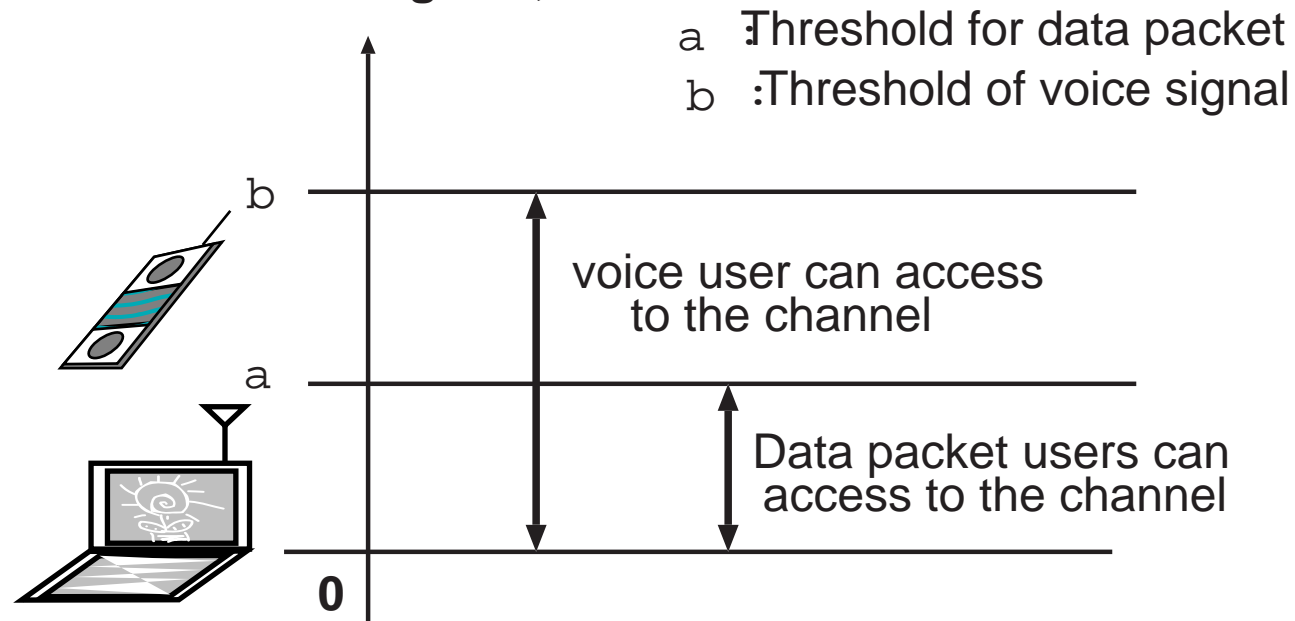 a :Threshold for data packet
b :Threshold of voice signal
b
voice user can access
to the channel
a
Data packet users can
access to the channel
0